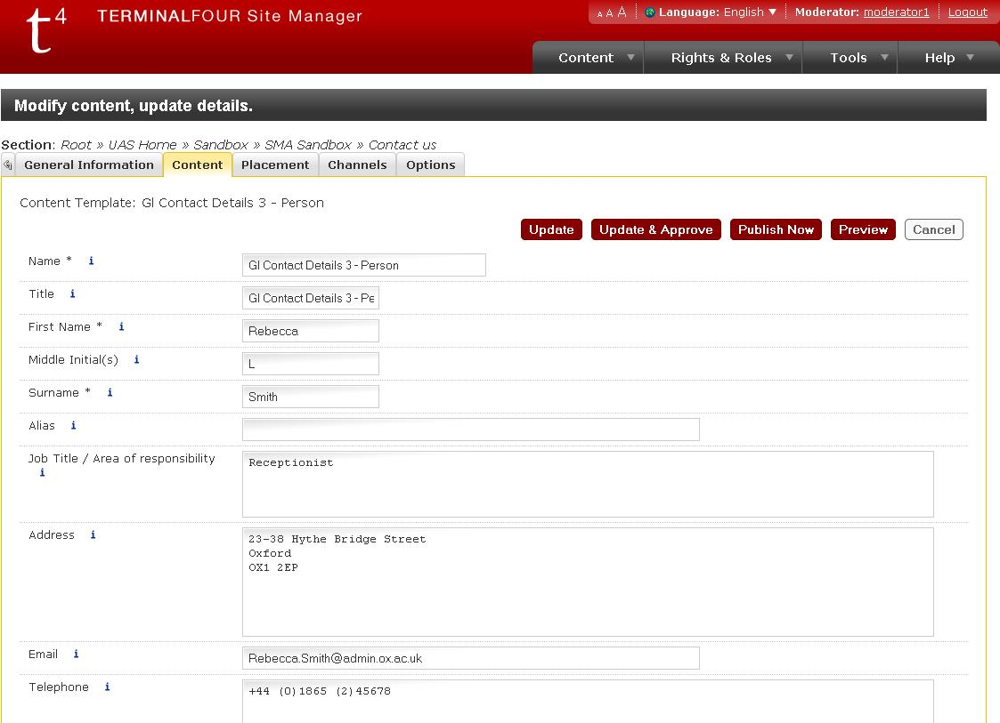 t4 TERMINALFOUR Site Manager
A A A Language: English Moderator: moderator1 Logout
Content Rights & Roles Tools Help
Modify content, update details.
Section: Root » UAS Home » Sandbox » SMA Sandbox » Contact us
General Information Content Placement Channels Options
Content Template: Gl Contact Details 3 - Person
Update Update & Approve Publish Now Preview Cancel
Name * i Gl Contact Details 3 - Person
Title i Gl Contact Details 3 - Pe
First Name * i Rebecca
Middle Initial(s) i L
Surname * i Smith
Alias i
Job Title / Area of responsibility Receptionist
i
Address i 23-38 Hythe Bridge Street
Oxford
OX1 2EP
Email i Rebecca.Smith@admin.ox.ac.uk
Telephone i +44 (0)1865 (2)45678